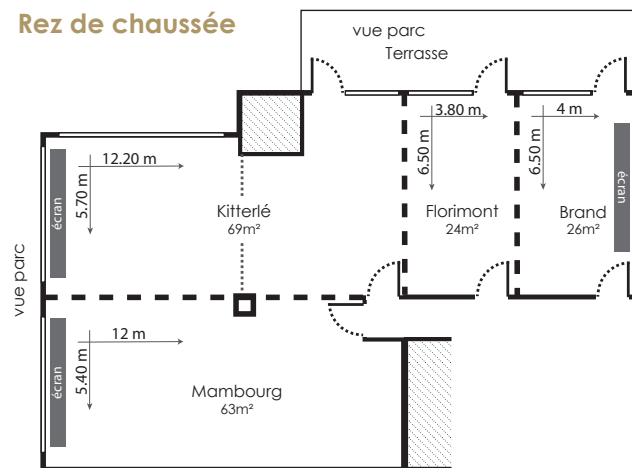 Rez de chaussée
vue parc
Terrasse
12.20 m
5.70 m
écran
Kitterlé
69m²
3.80 m
6.50 m
Florimont
24m²
4 m
6.50 m
Brand
26m²
écran
vue parc
12 m
5.40 m
écran
Mambourg
63m²